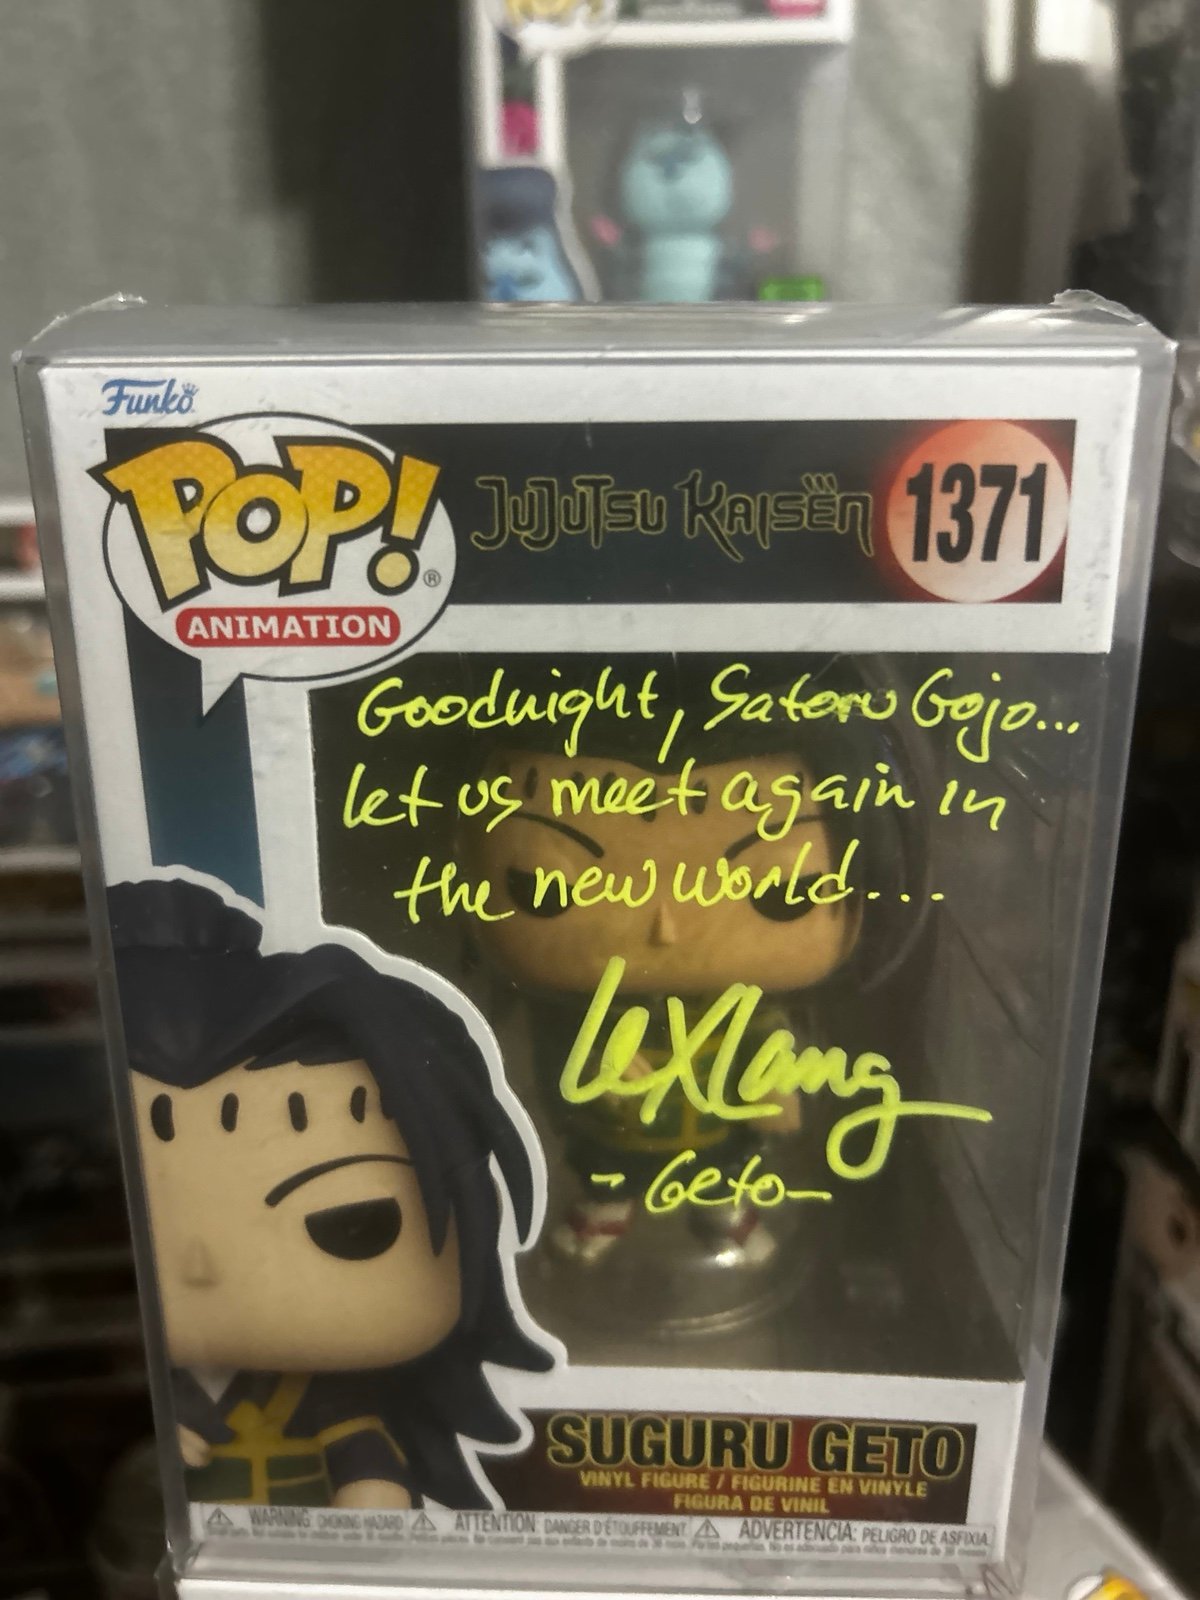 Funko
POP!®
ANIMATION
JUJUTSU KAISEN
1371
Goodnight, Satoru Gojo...
let us meet again in
the new world...
Lex Lang
- Geto -
SUGURU GETO
VINYL FIGURE / FIGURINE EN VINYLE
FIGURA DE VINIL
WARNING: CHOKING HAZARD ATTENTION DANGER D'ÉTOUFFEMENT. ADVERTENCIA: PELIGRO DE ASFIXIA.